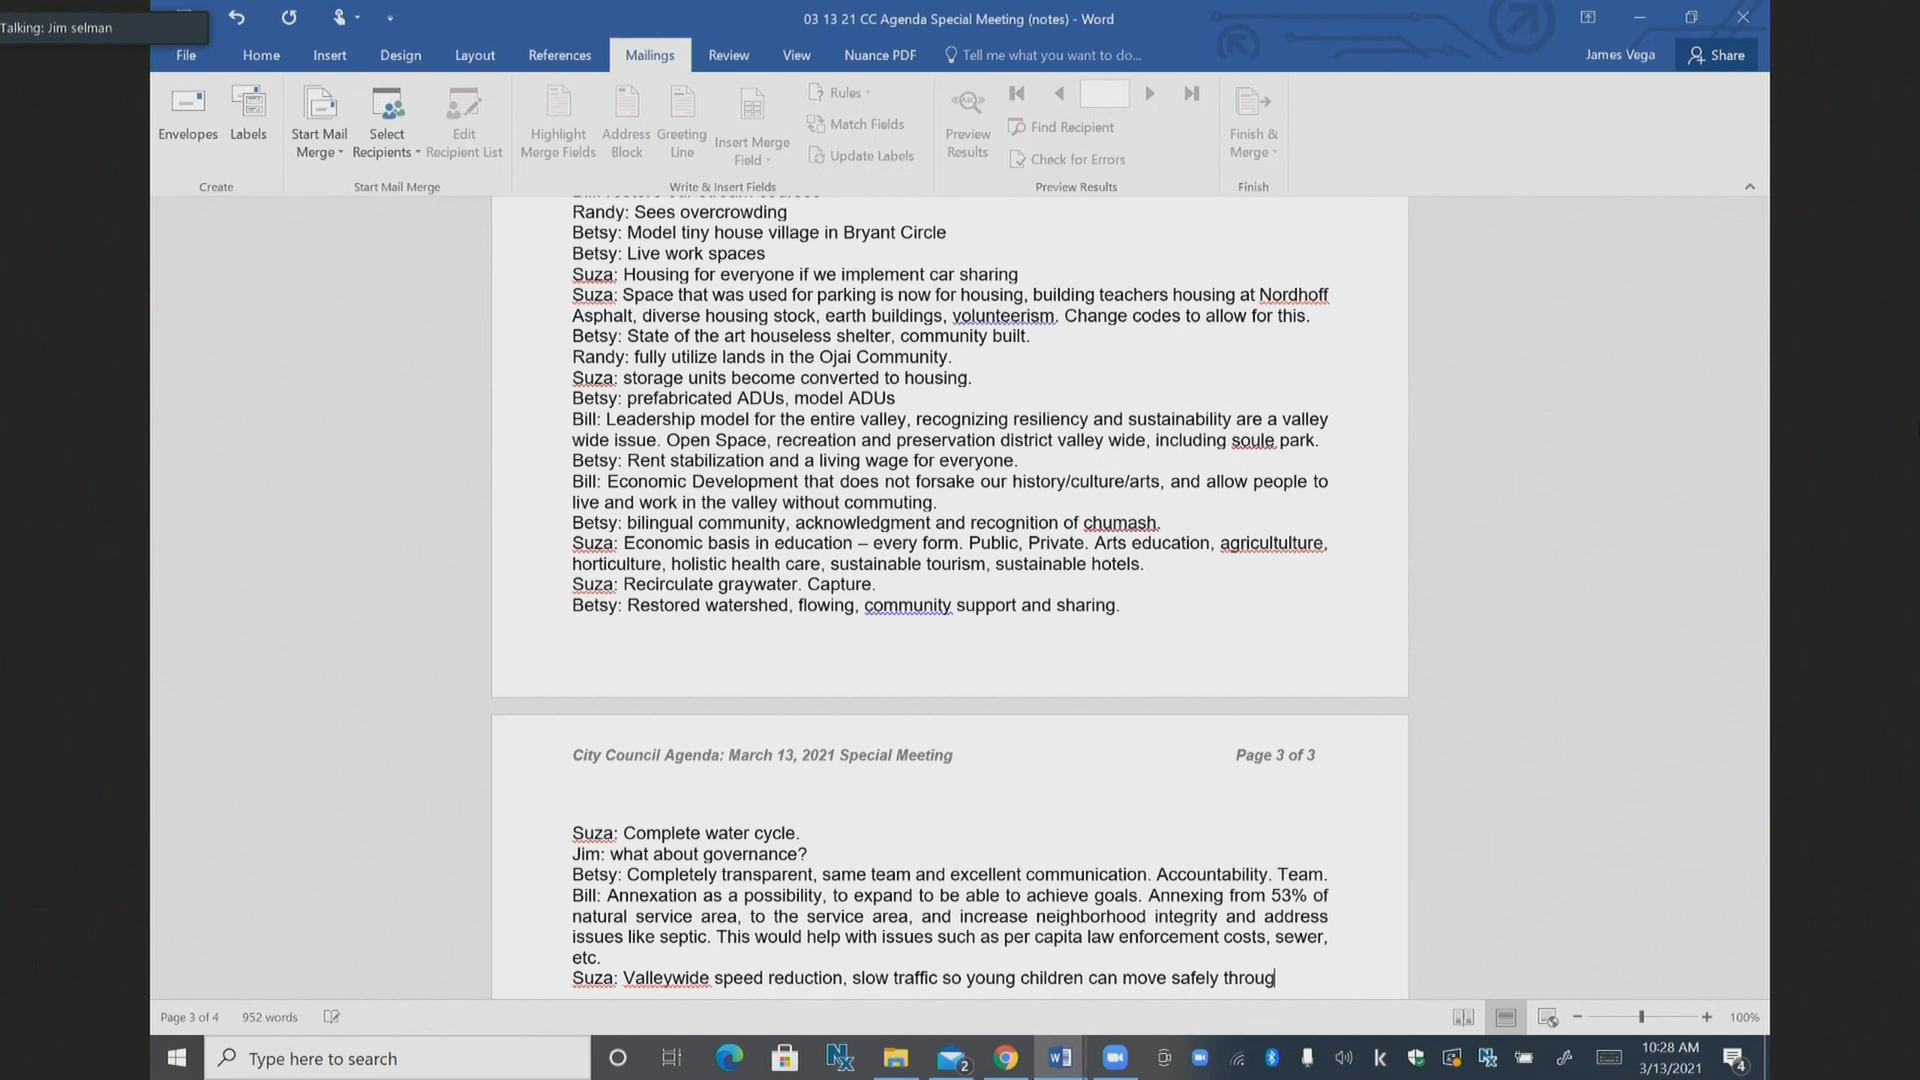 Talking: Jim selman
03 13 21 CC Agenda Special Meeting (notes) - Word
File Home Insert Design Layout References Mailings Review View Nuance PDF Tell me what you want to do... James Vega Share
Envelopes Labels
Start Mail Merge Select Recipients Edit Recipient List
Highlight Merge Fields Address Block Greeting Line Insert Merge Field
Rules
Match Fields
Update Labels
Preview Results
Find Recipient
Check for Errors
Finish & Merge
Create Start Mail Merge Write & Insert Fields Preview Results Finish
Randy: Sees overcrowding
Betsy: Model tiny house village in Bryant Circle
Betsy: Live work spaces
Suza: Housing for everyone if we implement car sharing
Suza: Space that was used for parking is now for housing, building teachers housing at Nordhoff
Asphalt, diverse housing stock, earth buildings, volunteerism. Change codes to allow for this.
Betsy: State of the art houseless shelter, community built.
Randy: fully utilize lands in the Ojai Community.
Suza: storage units become converted to housing.
Betsy: prefabricated ADUs, model ADUs
Bill: Leadership model for the entire valley, recognizing resiliency and sustainability are a valley
wide issue. Open Space, recreation and preservation district valley wide, including soule park.
Betsy: Rent stabilization and a living wage for everyone.
Bill: Economic Development that does not forsake our history/culture/arts, and allow people to
live and work in the valley without commuting.
Betsy: bilingual community, acknowledgment and recognition of chumash.
Suza: Economic basis in education – every form. Public, Private. Arts education, agricultulture,
horticulture, holistic health care, sustainable tourism, sustainable hotels.
Suza: Recirculate graywater. Capture.
Betsy: Restored watershed, flowing, community support and sharing.
City Council Agenda: March 13, 2021 Special Meeting Page 3 of 3
Suza: Complete water cycle.
Jim: what about governance?
Betsy: Completely transparent, same team and excellent communication. Accountability. Team.
Bill: Annexation as a possibility, to expand to be able to achieve goals. Annexing from 53% of
natural service area, to the service area, and increase neighborhood integrity and address
issues like septic. This would help with issues such as per capita law enforcement costs, sewer,
etc.
Suza: Valleywide speed reduction, slow traffic so young children can move safely throug
Page 3 of 4 952 words 100%
Type here to search
2
10:28 AM
3/13/2021
4